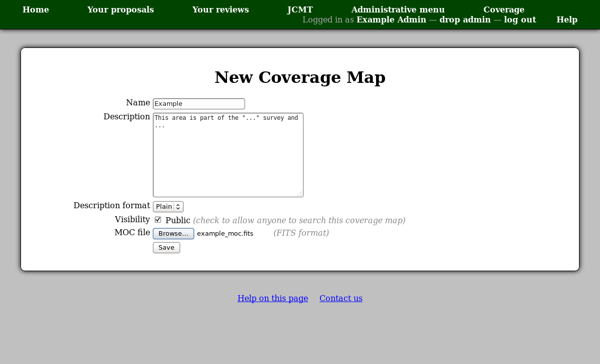 Home Your proposals Your reviews JCMT Administrative menu Coverage
Logged in as Example Admin — drop admin — log out Help
New Coverage Map
Name Example
Description This area is part of the "..." survey and
...
Description format Plain
Visibility Public (check to allow anyone to search this coverage map)
MOC file Browse... example_moc.fits (FITS format)
Save
Help on this page Contact us